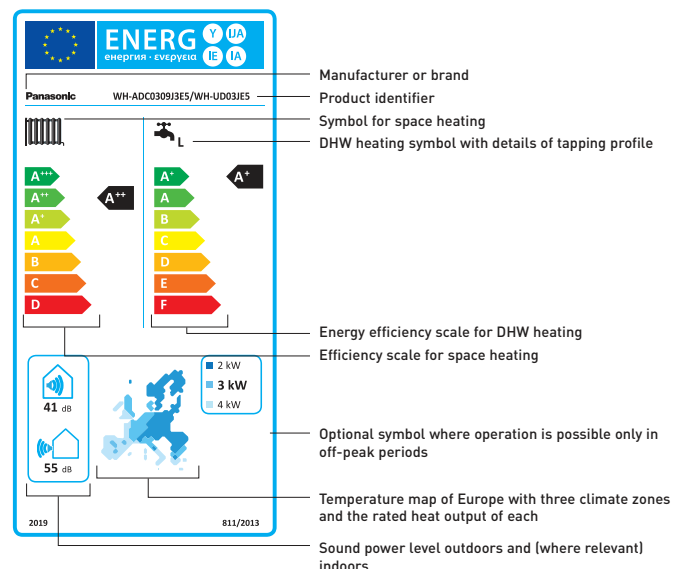 ENERG
Y IJA
IE IA
енергия · ενεργεια
Manufacturer or brand
Panasonic
WH-ADC0309J3E5/WH-UD03JE5
Product identifier
Symbol for space heating
L
DHW heating symbol with details of tapping profile
A+++
A++
A+
A
B
C
D
A++
A+
A
B
C
D
E
F
A+
Energy efficiency scale for DHW heating
Efficiency scale for space heating
41 dB
55 dB
2 kW
3 kW
4 kW
Optional symbol where operation is possible only in
off-peak periods
Temperature map of Europe with three climate zones
and the rated heat output of each
2019
811/2013
Sound power level outdoors and (where relevant)
indoors